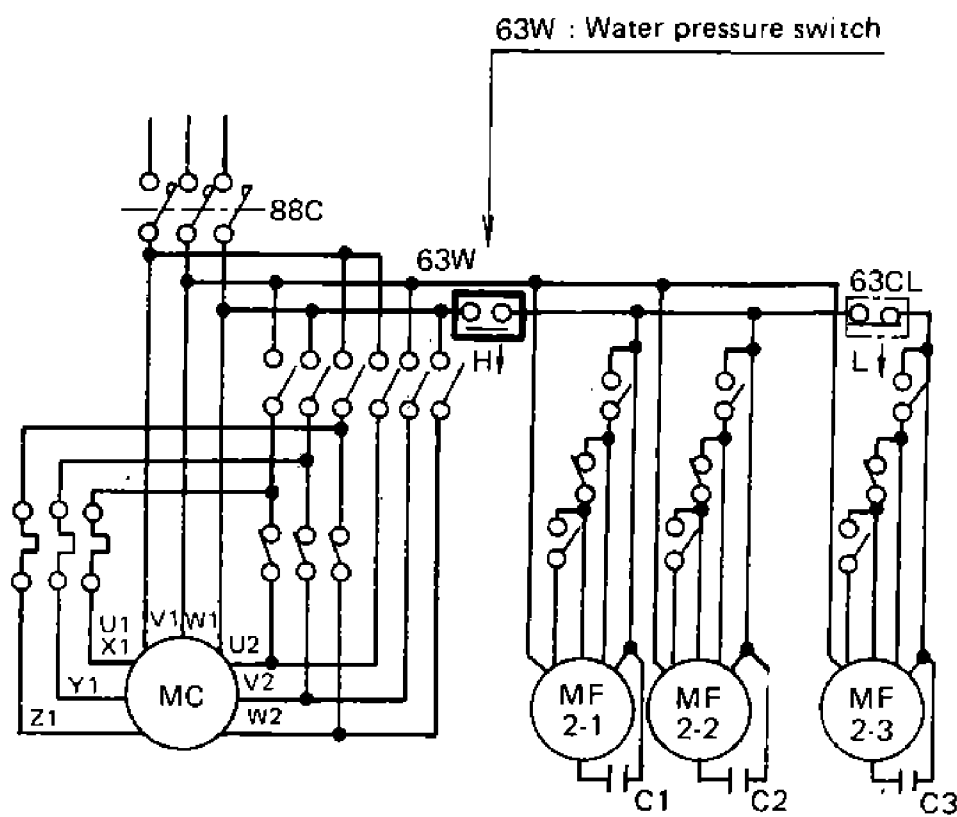 63W : Water pressure switch
88C
63W
63CL
H
L
U1
V1
W1
X1
U2
Y1
MC
V2
Z1
W2
MF
2-1
MF
2-2
MF
2-3
C1
C2
C3